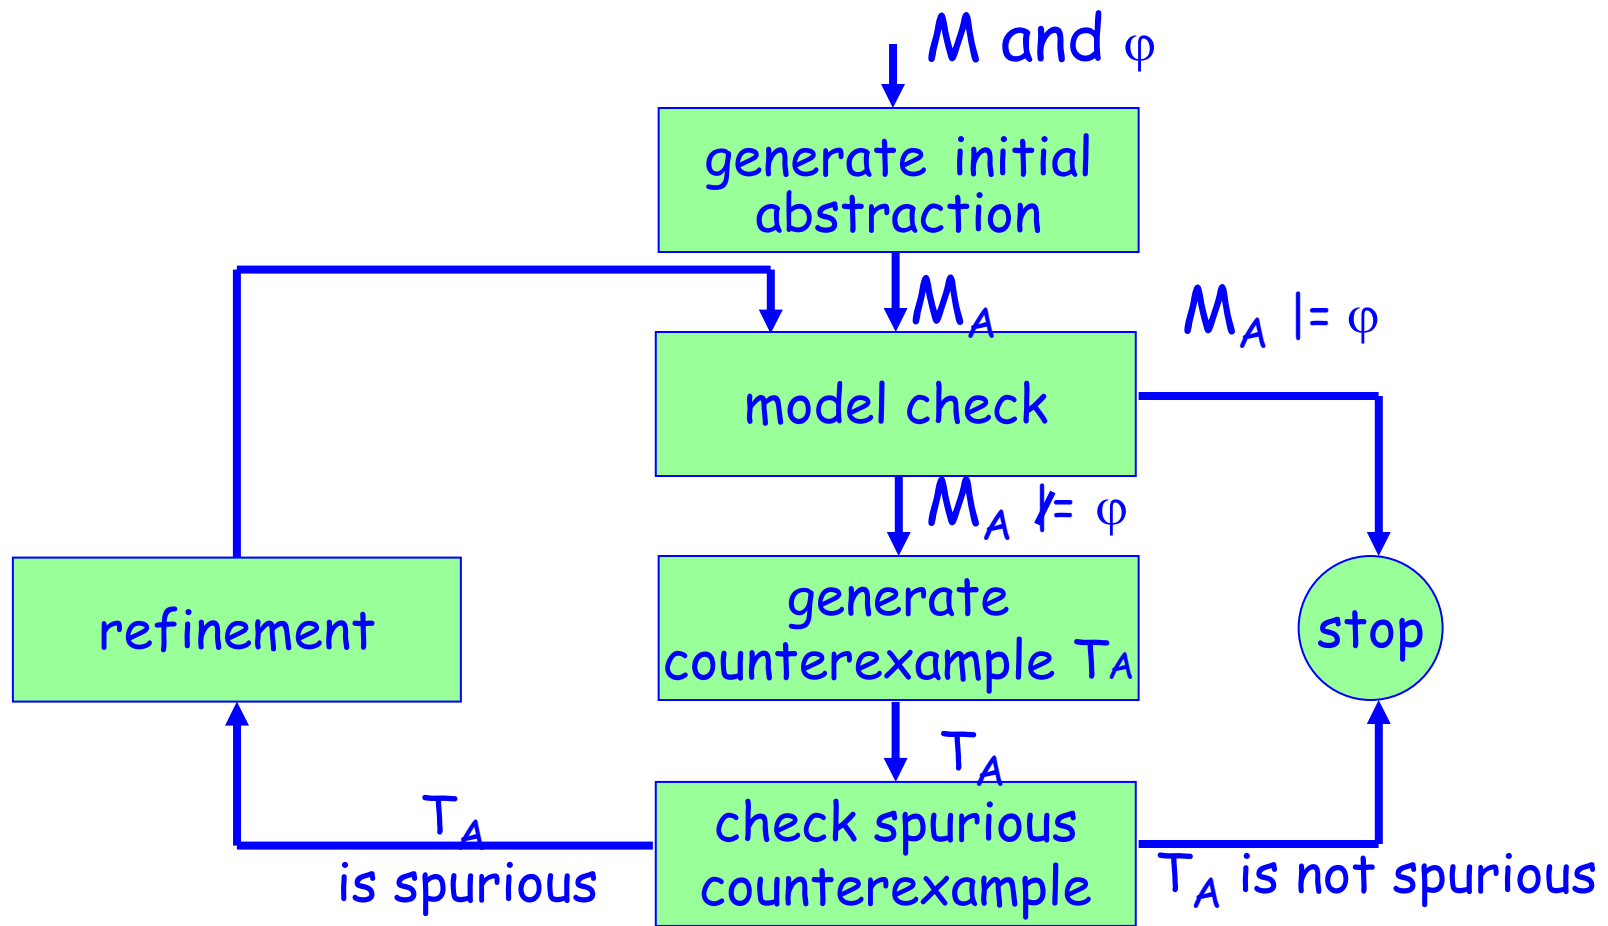 M and φ
generate initial
abstraction
M_A
M_A |= φ
model check
M_A |≠ φ
generate
counterexample T_A
refinement
stop
T_A
T_A
is spurious
check spurious
counterexample
T_A is not spurious